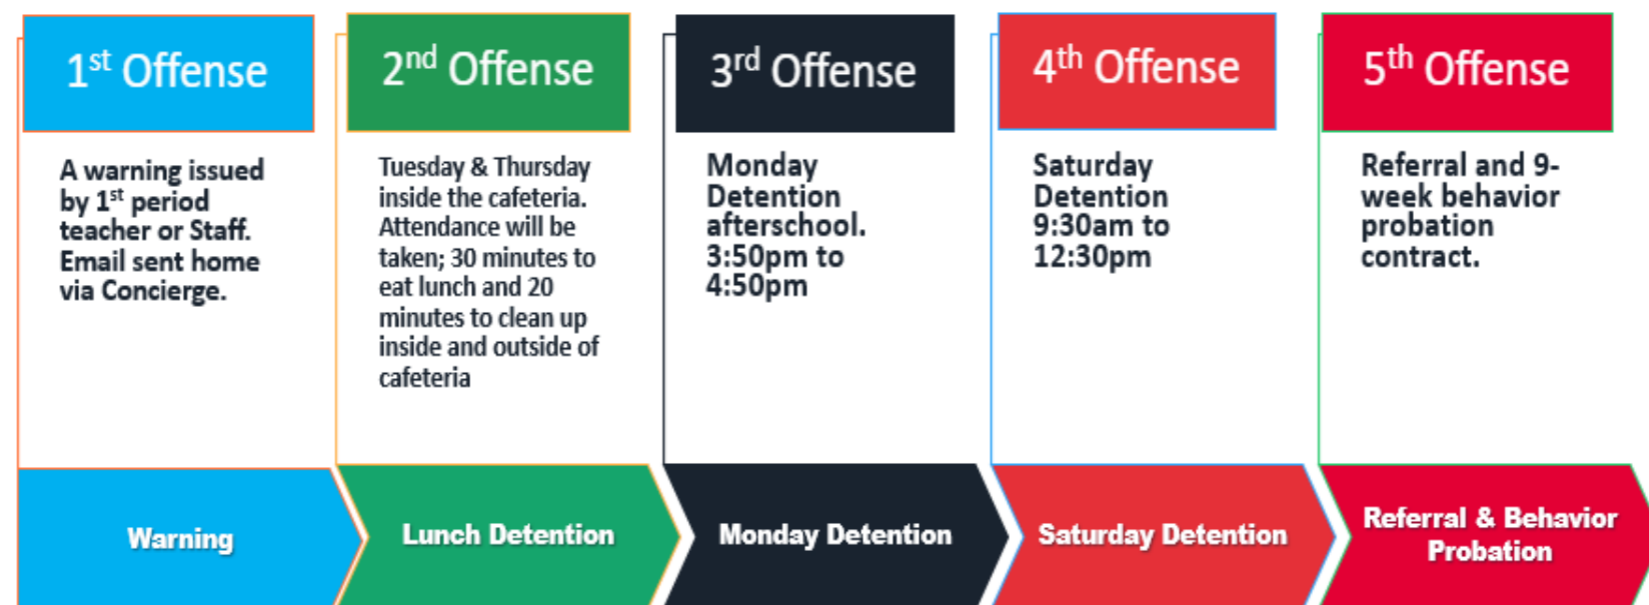 1st Offense
A warning issued
by 1st period
teacher or Staff.
Email sent home
via Concierge.
Warning
2nd Offense
Tuesday & Thursday
inside the cafeteria.
Attendance will be
taken; 30 minutes to
eat lunch and 20
minutes to clean up
inside and outside of
cafeteria
Lunch Detention
3rd Offense
Monday
Detention
afterschool.
3:50pm to
4:50pm
Monday Detention
4th Offense
Saturday
Detention
9:30am to
12:30pm
Saturday Detention
5th Offense
Referral and 9-
week behavior
probation
contract.
Referral & Behavior
Probation